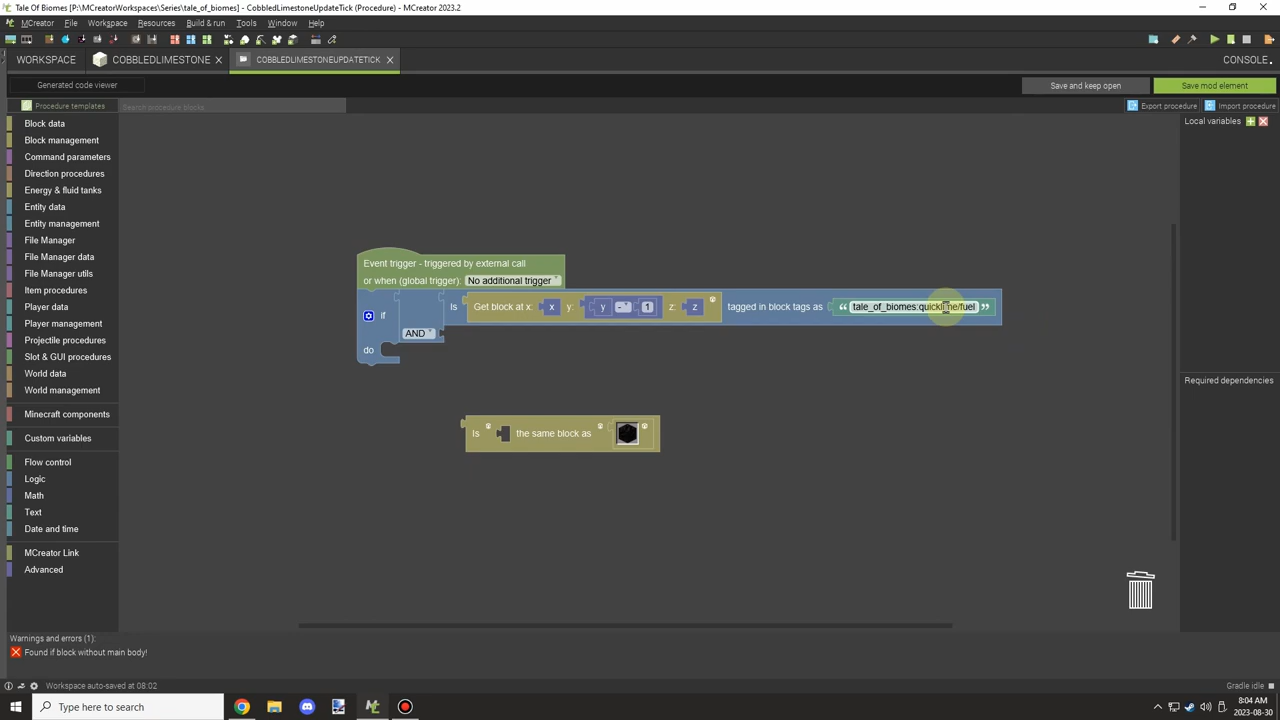 Tale Of Biomes [P:\MCreatorWorkspaces\Series\tale_of_biomes] - CobbledLimestoneUpdateTick (Procedure) - MCreator 2023.2
MCreator File Workspace Resources Build & run Tools Window Help
WORKSPACE COBBLEDLIMESTONE COBBLEDLIMESTONEUPDATETICK CONSOLE
Generated code viewer Save and keep open Save mod element
Procedure templates Search procedure blocks Export procedure Import procedure
Block data
Block management
Command parameters
Direction procedures
Energy & fluid tanks
Entity data
Entity management
File Manager
File Manager data
File Manager utils
Item procedures
Player data
Player management
Projectile procedures
Slot & GUI procedures
World data
World management
Minecraft components
Custom variables
Flow control
Logic
Math
Text
Date and time
MCreator Link
Advanced
Event trigger - triggered by external call
or when (global trigger): No additional trigger
if Is Get block at x: x y: y - 1 z: z tagged in block tags as “ tale_of_biomes:quicklime/fuel ”
AND
do
Is the same block as
Local variables
Required dependencies
Warnings and errors (1):
Found if block without main body!
Workspace auto-saved at 08:02 Gradle idle
Type here to search
8:04 AM
2023-08-30